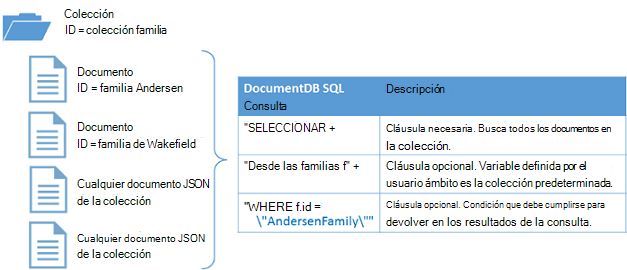 Colección
ID = colección familia
Documento
ID = familia Andersen
Documento
ID = familia de Wakefield
Cualquier documento JSON
de la colección
Cualquier documento JSON
de la colección
DocumentDB SQL
Consulta
Descripción
"SELECCIONAR +
Cláusula necesaria. Busca todos los documentos en
la colección.
"Desde las familias f" +
Cláusula opcional. Variable definida por el
usuario ámbito es la colección predeterminada.
"WHERE f.id =
\"AndersenFamily\""
Cláusula opcional. Condición que debe cumplirse para
devolver en los resultados de la consulta.